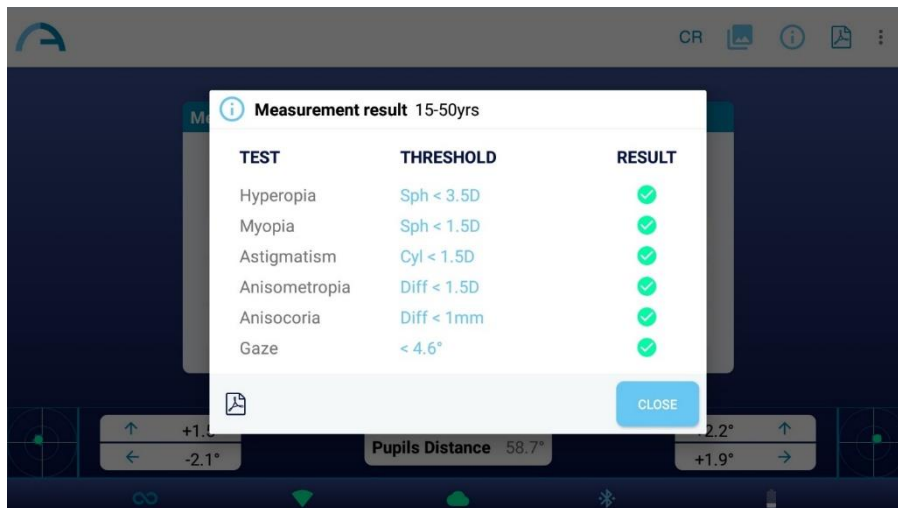 CR
Measurement result 15-50yrs
TEST THRESHOLD RESULT
Hyperopia Sph < 3.5D
Myopia Sph < 1.5D
Astigmatism Cyl < 1.5D
Anisometropia Diff < 1.5D
Anisocoria Diff < 1mm
Gaze < 4.6°
CLOSE
-2.1°
Pupils Distance 58.7°
+1.9°